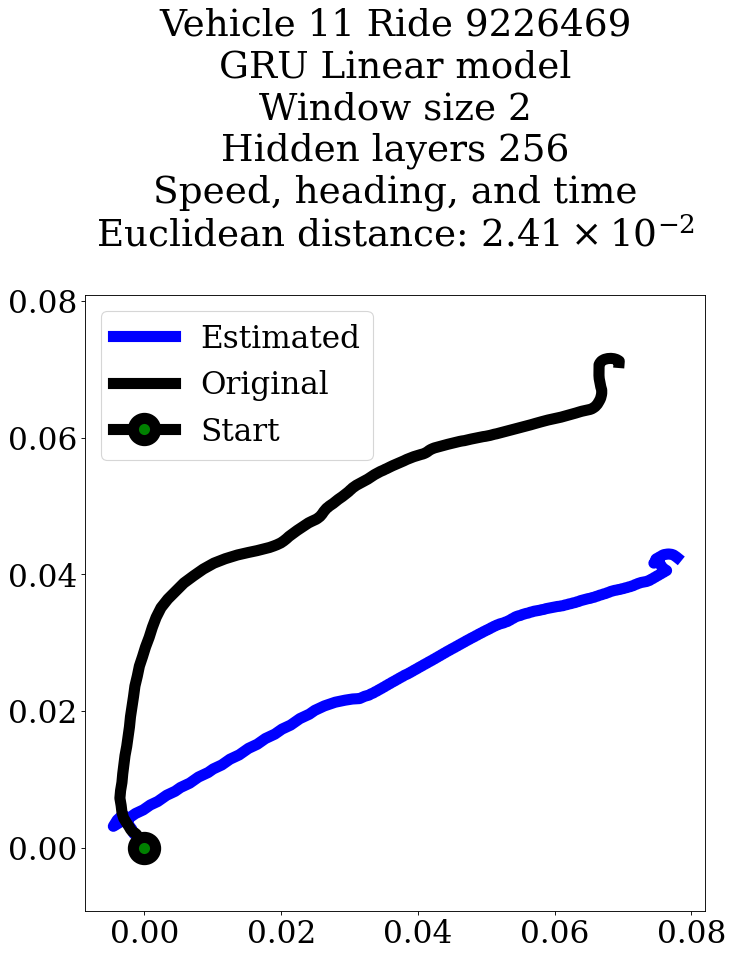 Vehicle 11 Ride 9226469
GRU Linear model
Window size 2
Hidden layers 256
Speed, heading, and time
Euclidean distance: 2.41 × 10⁻²
0.08
0.06
0.04
0.02
0.00
Estimated
Original
Start
0.00 0.02 0.04 0.06 0.08